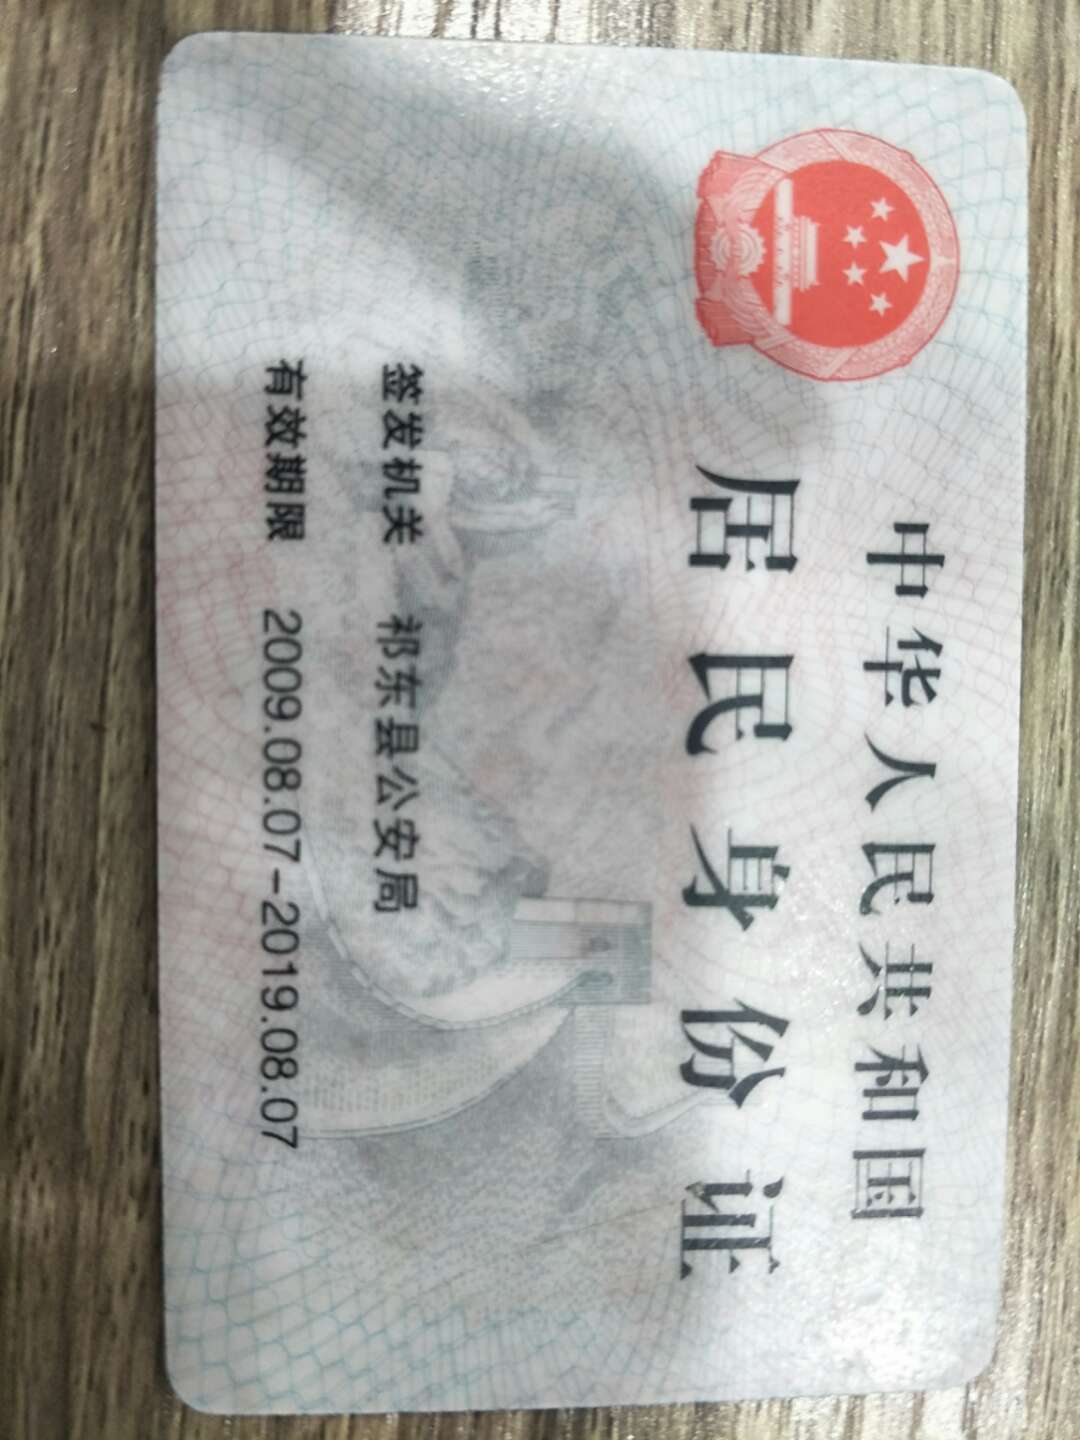 中华人民共和国
居民身份证
签发机关 祁东县公安局
有效期限 2009.08.07-2019.08.07